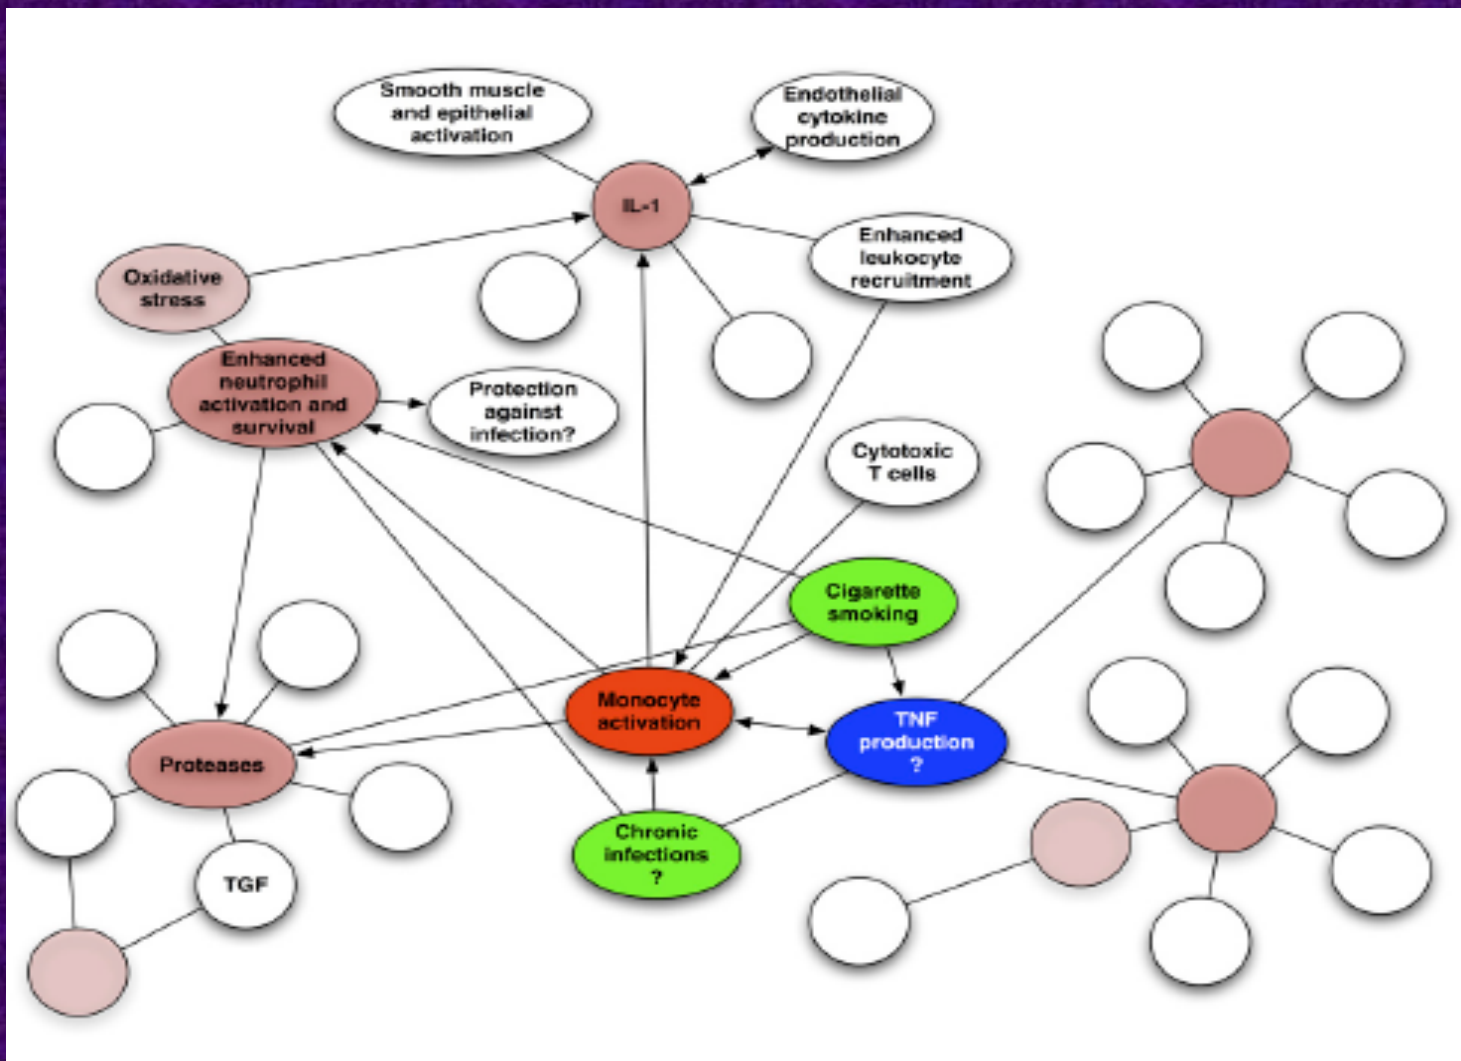 Smooth muscle
and epithelial
activation
Endothelial
cytokine
production
IL-1
Enhanced
leukocyte
recruitment
Oxidative
stress
Enhanced
neutrophil
activation and
survival
Protection
against
infection?
Cytotoxic
T cells
Cigarette
smoking
Monocyte
activation
TNF
production
?
Proteases
Chronic
infections
?
TGF